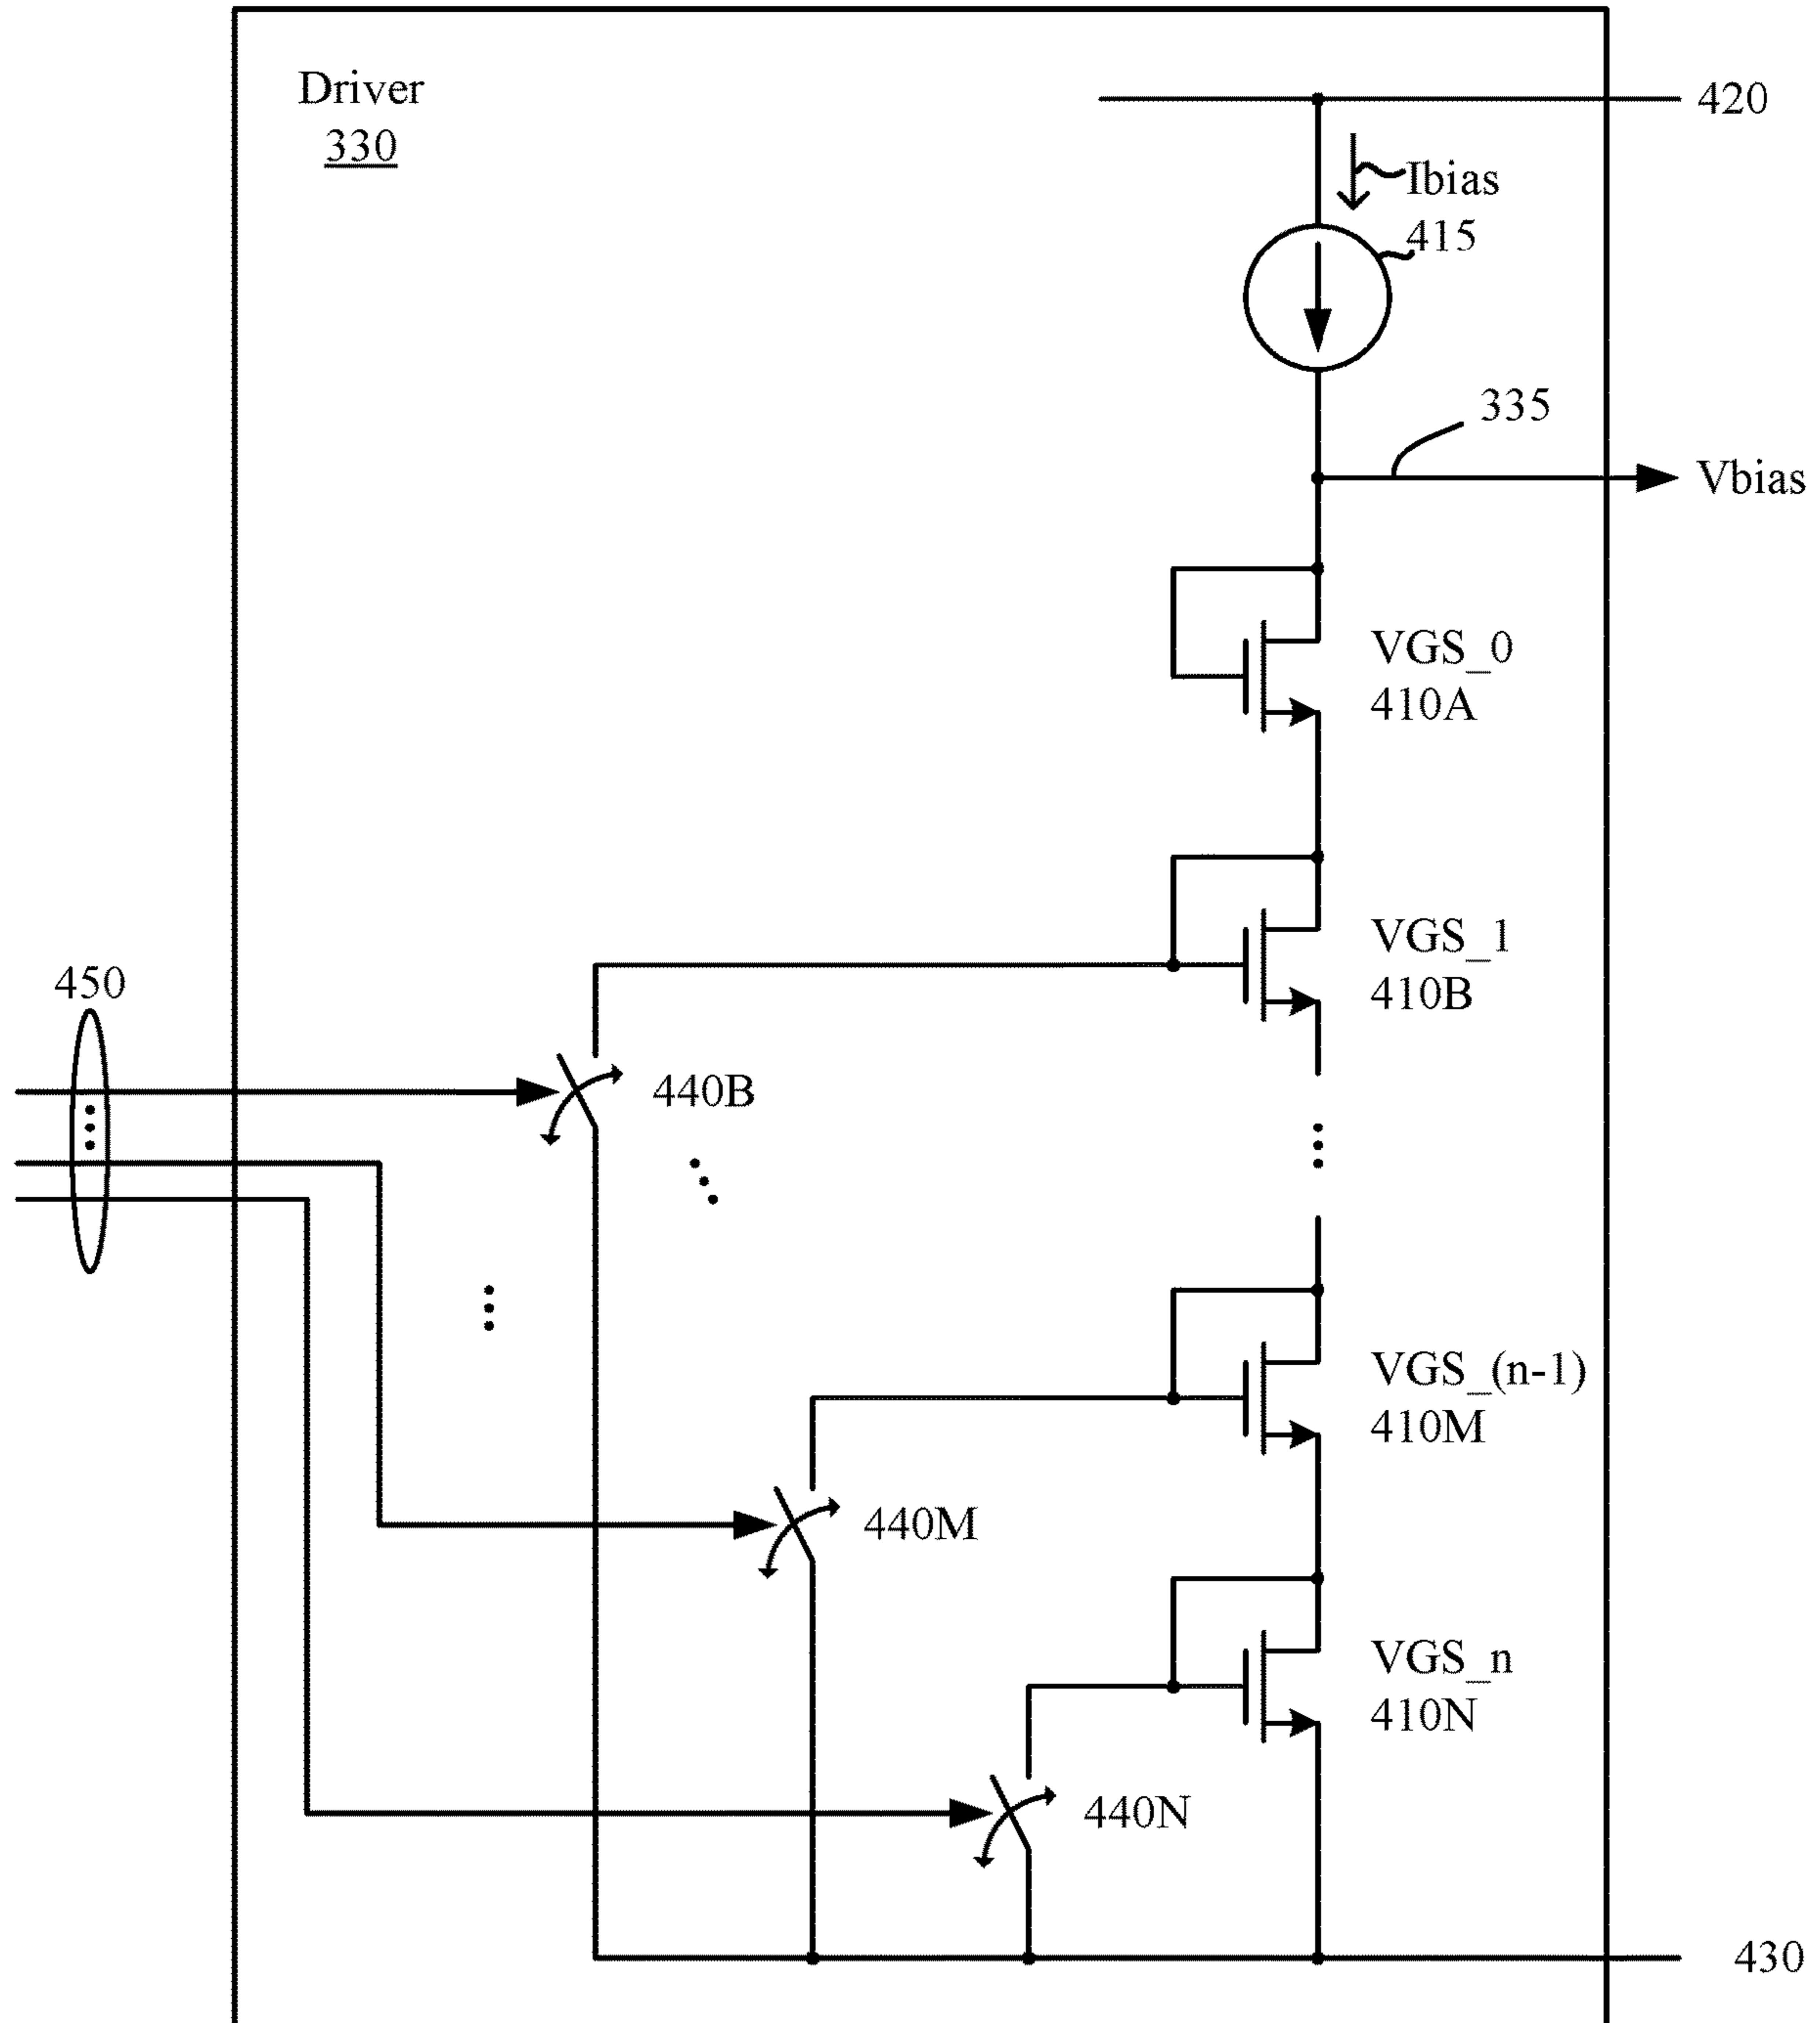 Driver
330
420
Ibias
415
335
Vbias
VGS_0
410A
VGS_1
410B
450
440B
VGS_(n-1)
410M
440M
VGS_n
410N
440N
430